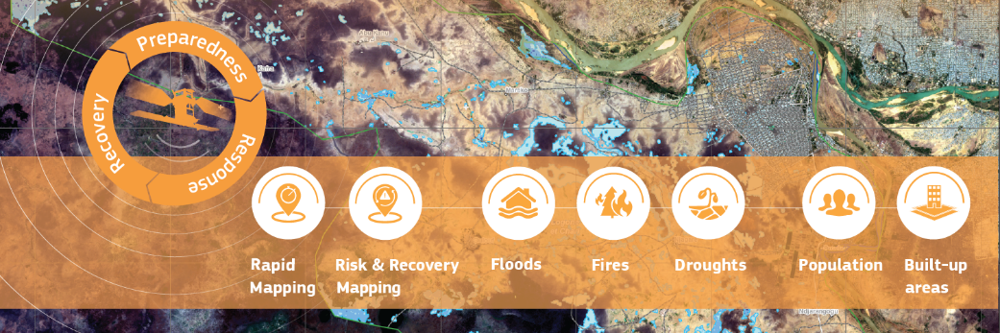 Preparedness
Response
Recovery
Rapid
Mapping
Risk & Recovery
Mapping
Floods
Fires
Droughts
Population
Built-up
areas